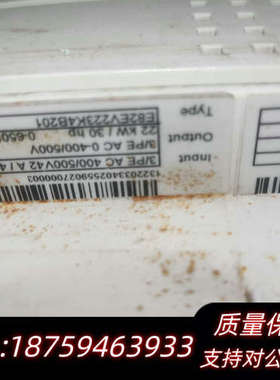 132203340255902700003
Input 3/PE AC 400/500V 42 A
Output 3/PE AC 0-400/500V
22 kW / 30 hp 0-650
Type E82EV223K4B201
质量保
:18759463933
支持对公